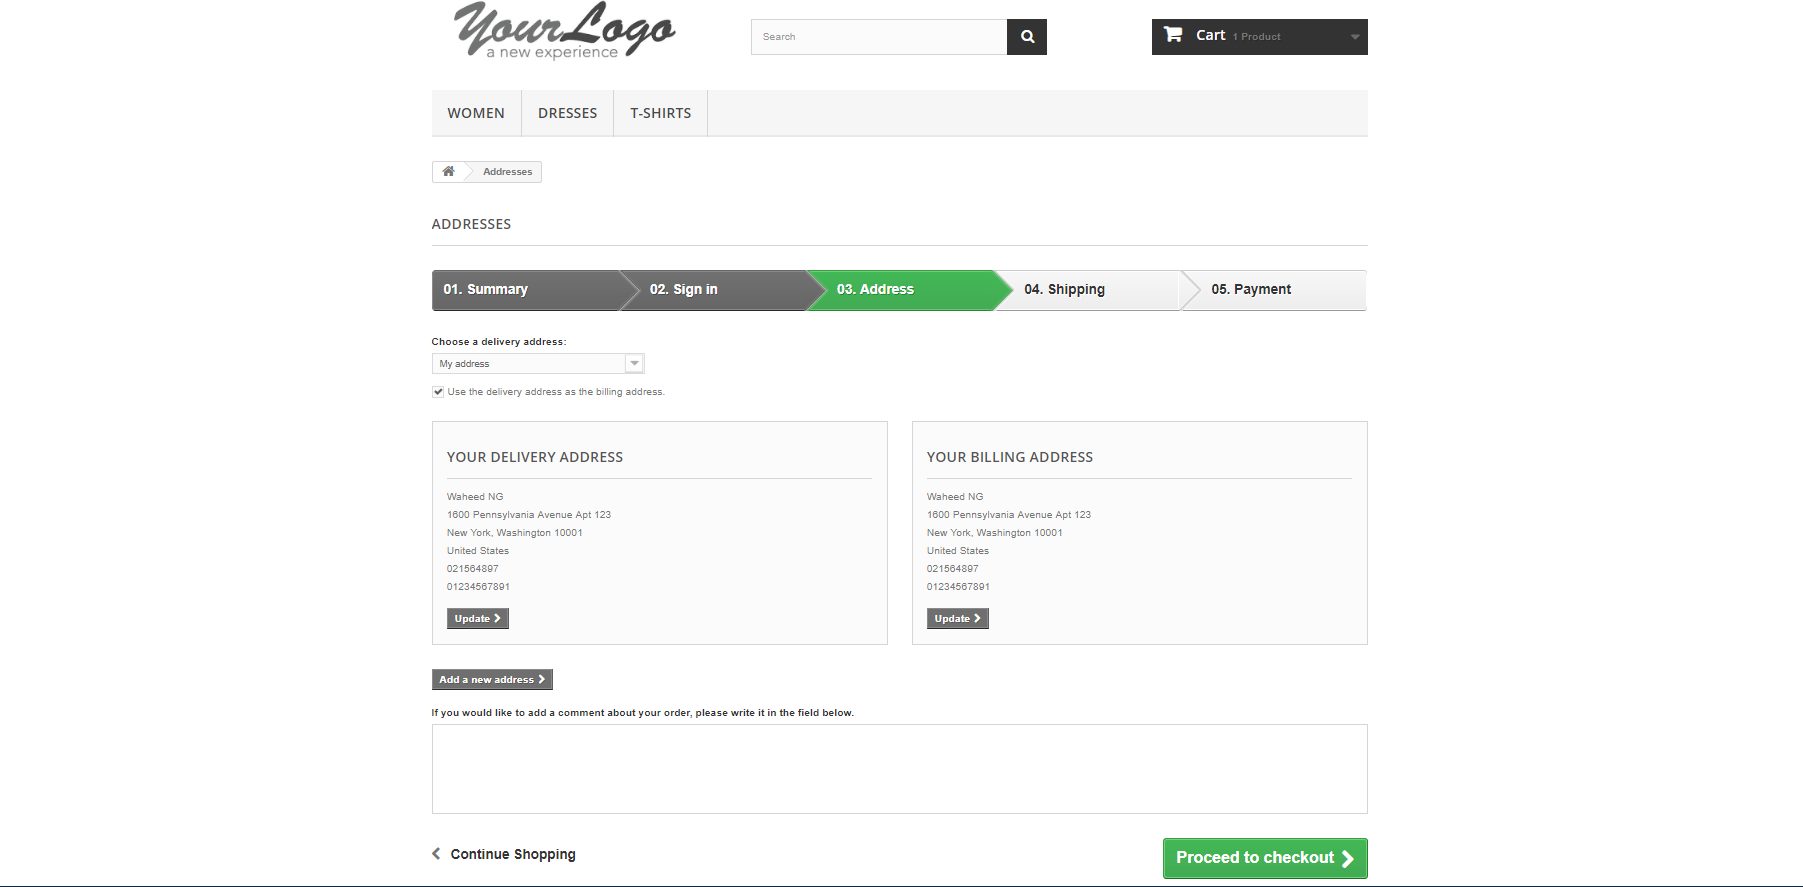 YourLogo
a new experience
Search
Cart 1 Product
WOMEN
DRESSES
T-SHIRTS
Addresses
ADDRESSES
01. Summary
02. Sign in
03. Address
04. Shipping
05. Payment
Choose a delivery address:
My address
Use the delivery address as the billing address.
YOUR DELIVERY ADDRESS
Waheed NG
1600 Pennsylvania Avenue Apt 123
New York, Washington 10001
United States
021564897
01234567891
Update
YOUR BILLING ADDRESS
Waheed NG
1600 Pennsylvania Avenue Apt 123
New York, Washington 10001
United States
021564897
01234567891
Update
Add a new address
If you would like to add a comment about your order, please write it in the field below.
Continue Shopping
Proceed to checkout